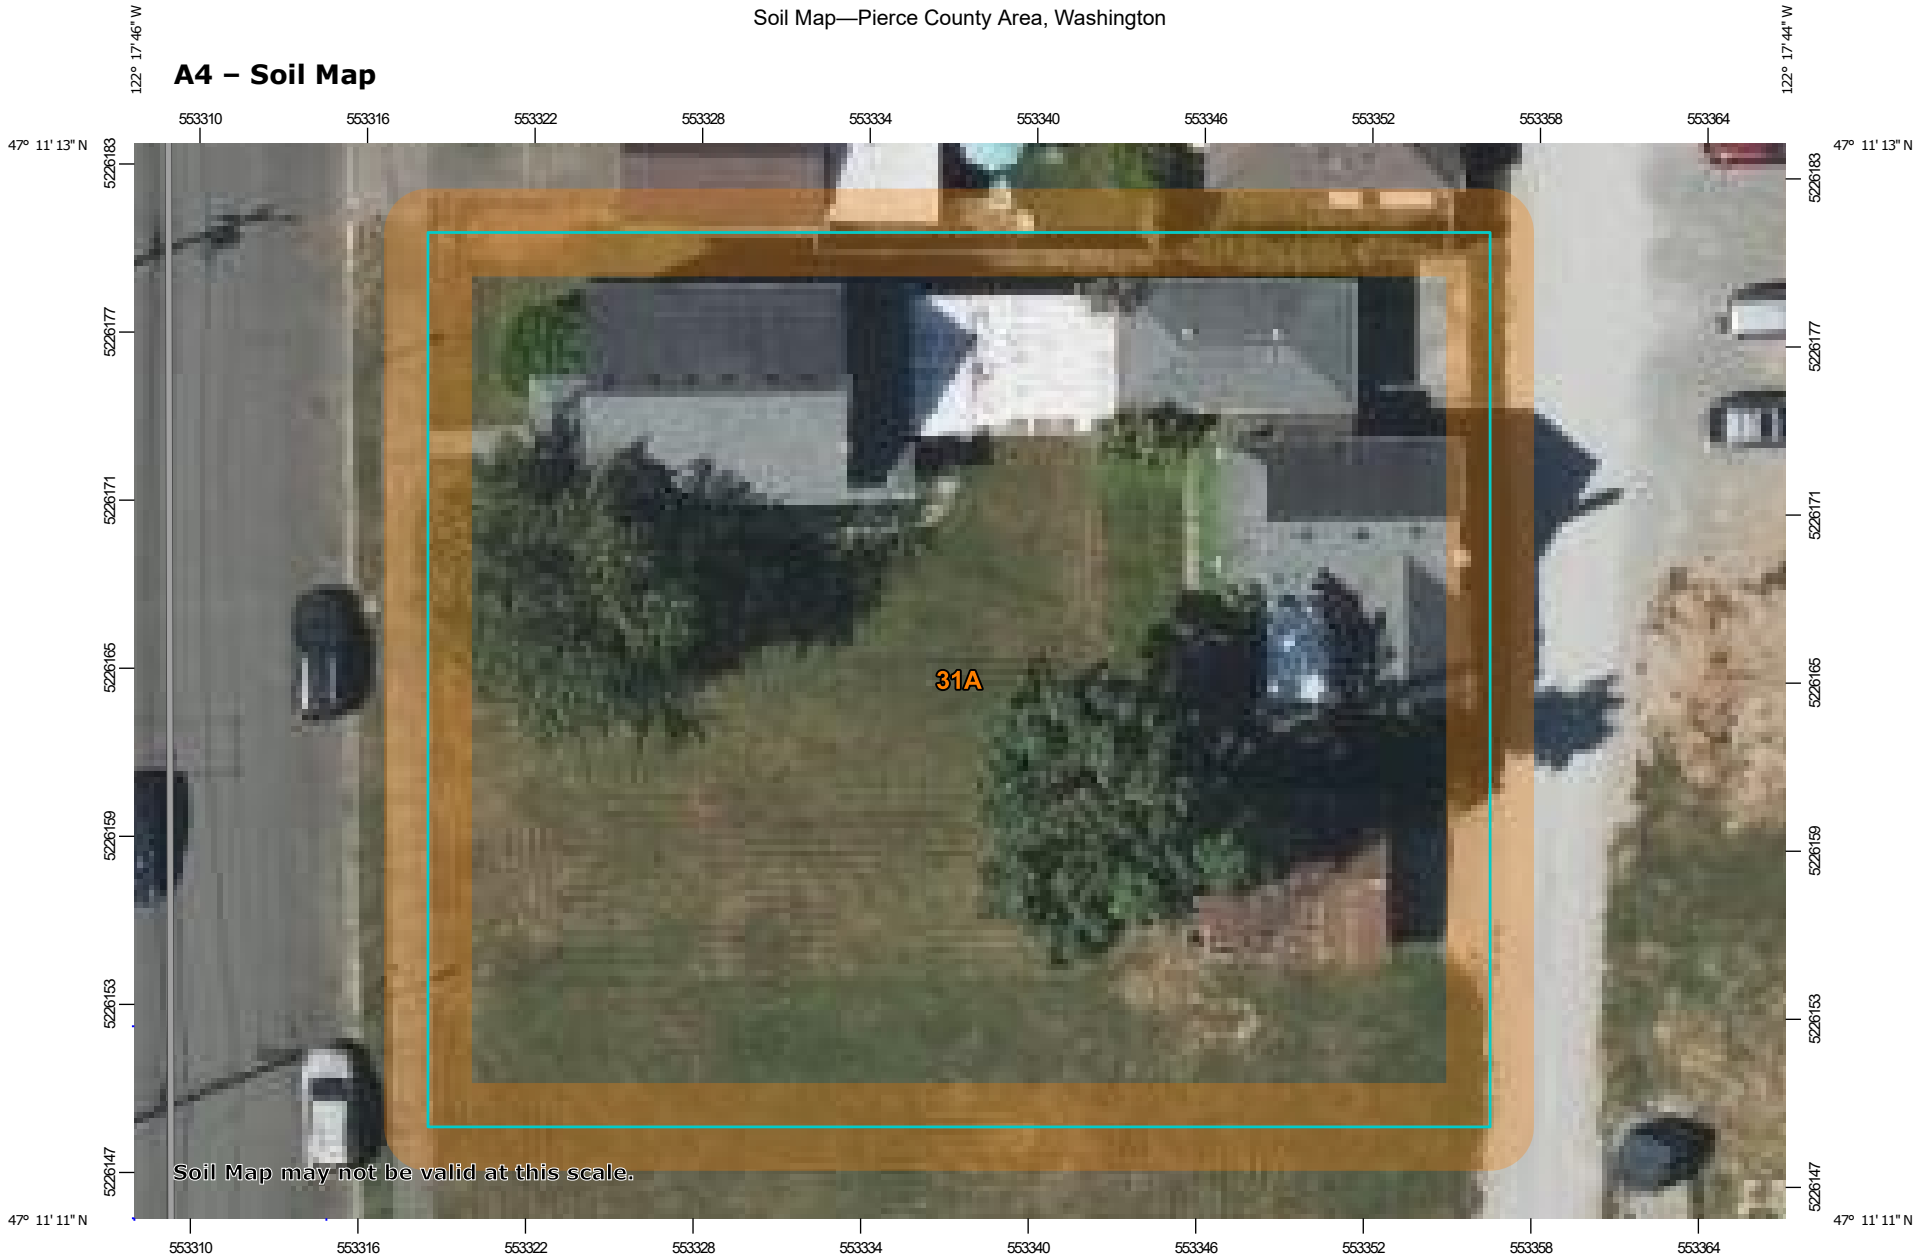 Soil Map—Pierce County Area, Washington
122° 17' 46" W
122° 17' 44" W
A4 – Soil Map
553310 553316 553322 553328 553334 553340 553346 553352 553358 553364
47° 11' 13" N
47° 11' 13" N
5226183
5226183
5226177
5226177
5226171
5226171
31A
5226165
5226165
5226159
5226159
5226153
5226153
5226147
5226147
Soil Map may not be valid at this scale.
47° 11' 11" N
47° 11' 11" N
553310 553316 553322 553328 553334 553340 553346 553352 553358 553364